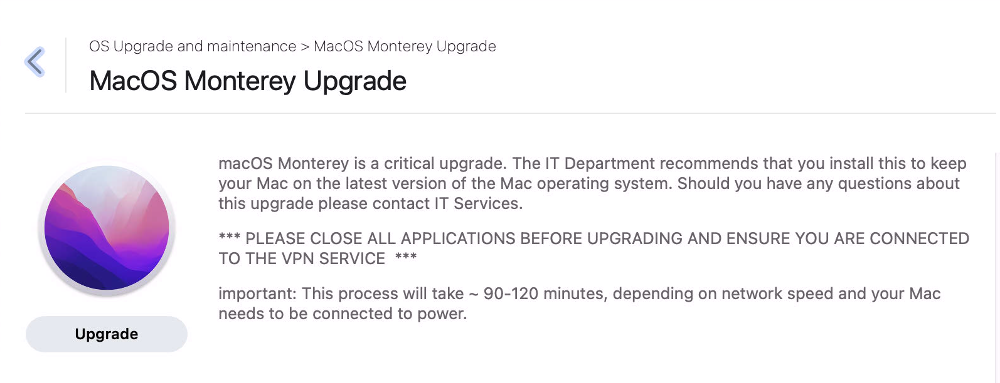 OS Upgrade and maintenance > MacOS Monterey Upgrade
MacOS Monterey Upgrade
macOS Monterey is a critical upgrade. The IT Department recommends that you install this to keep
your Mac on the latest version of the Mac operating system. Should you have any questions about
this upgrade please contact IT Services.
*** PLEASE CLOSE ALL APPLICATIONS BEFORE UPGRADING AND ENSURE YOU ARE CONNECTED
TO THE VPN SERVICE  ***
important: This process will take ~ 90-120 minutes, depending on network speed and your Mac
needs to be connected to power.
Upgrade